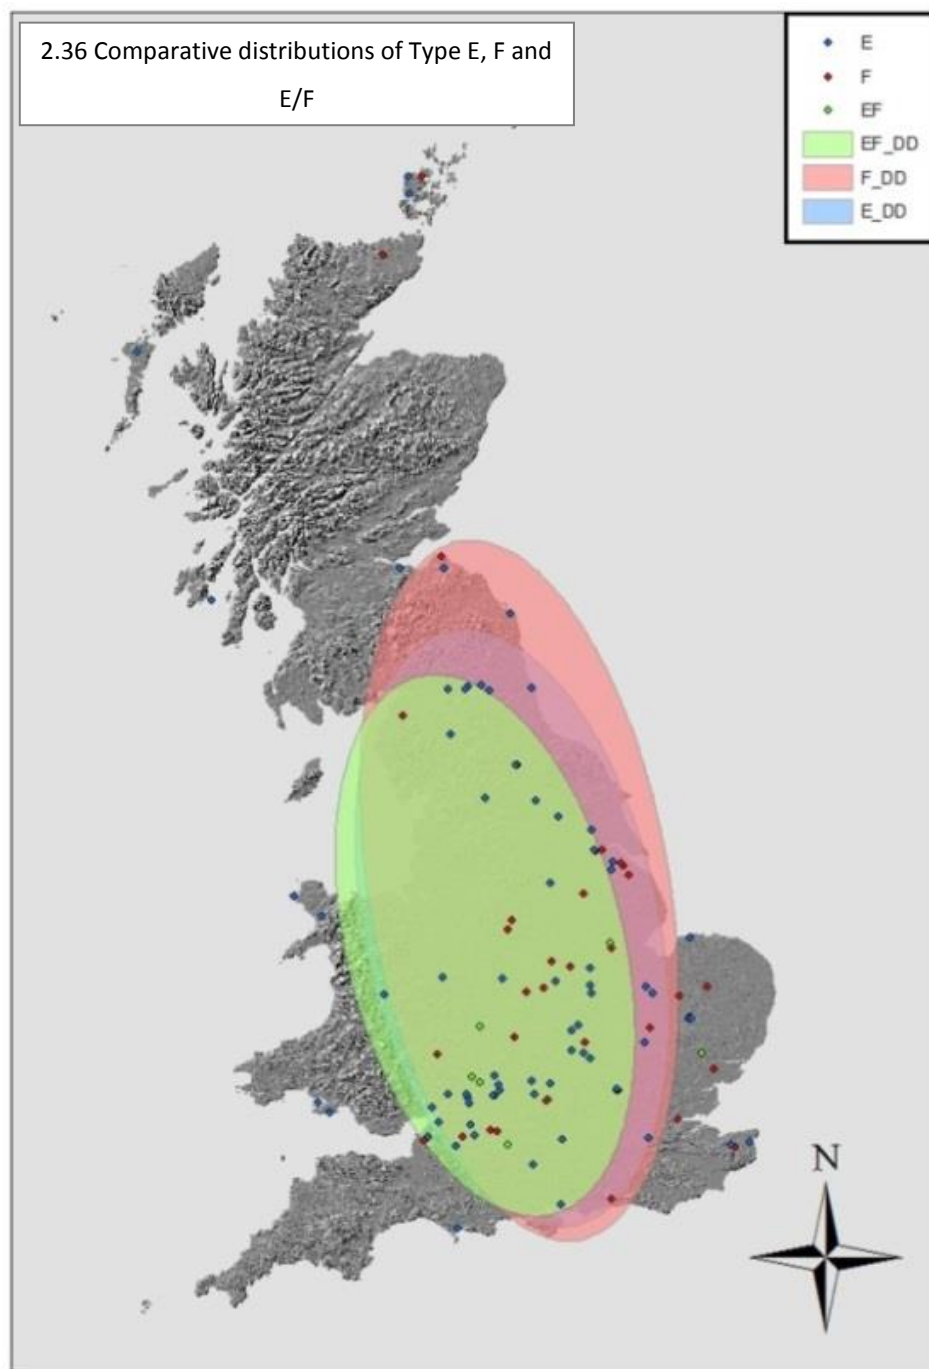 2.36 Comparative distributions of Type E, F and
E/F
E
F
EF
EF_DD
F_DD
E_DD
N